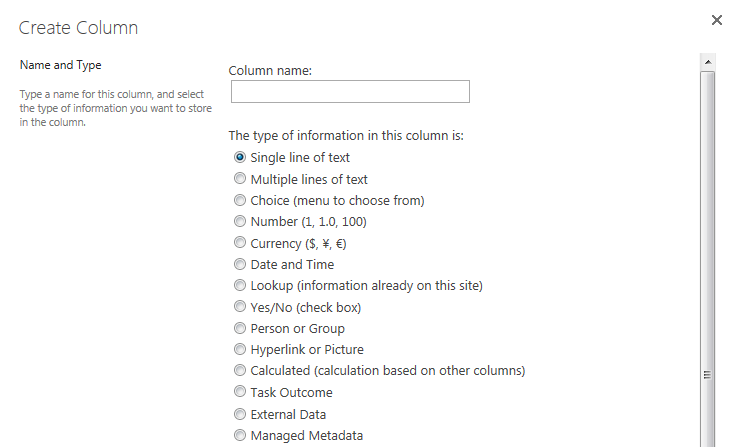 Create Column
Name and Type
Type a name for this column, and select
the type of information you want to store
in the column.
Column name:
The type of information in this column is:
Single line of text
Multiple lines of text
Choice (menu to choose from)
Number (1, 1.0, 100)
Currency ($, ¥, €)
Date and Time
Lookup (information already on this site)
Yes/No (check box)
Person or Group
Hyperlink or Picture
Calculated (calculation based on other columns)
Task Outcome
External Data
Managed Metadata